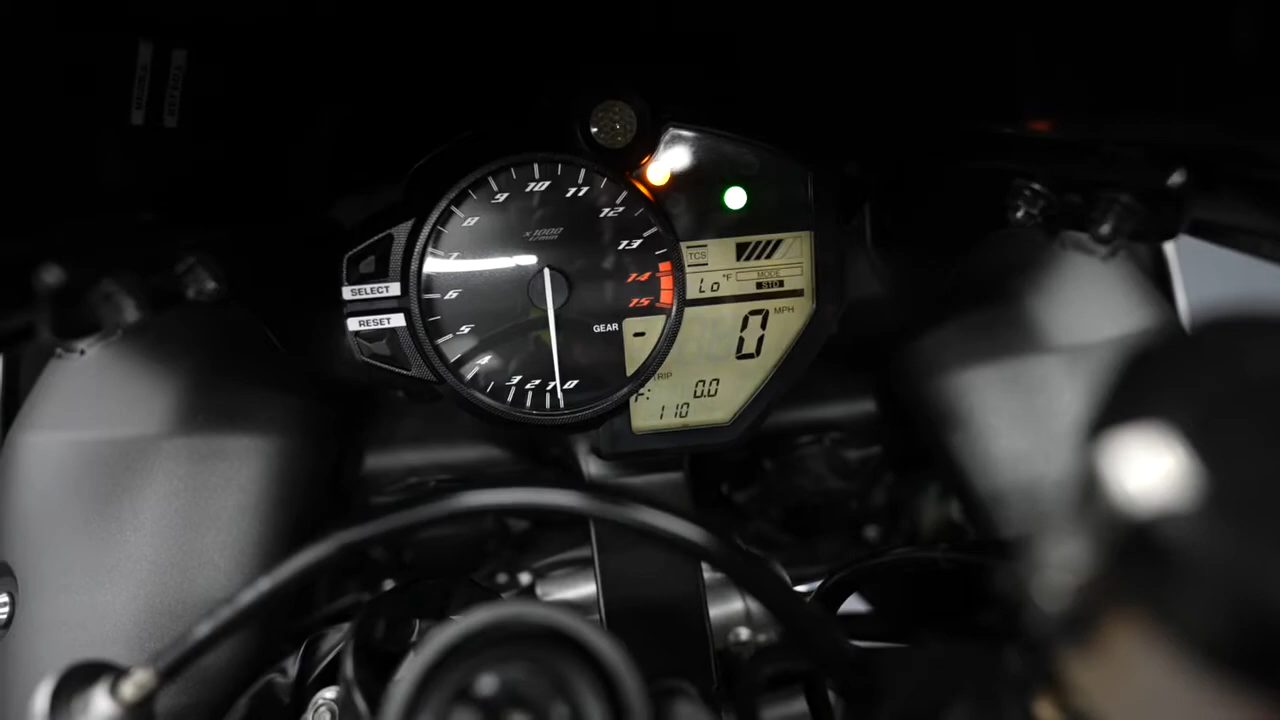 10
9
11
8
12
x1000
r/min
13
7
14
6
15
5
4
3 2 1 0
SELECT
RESET
GEAR
-
TCS
Lo °F
MODE
STD
0 MPH
TRIP
F: 0.0
110